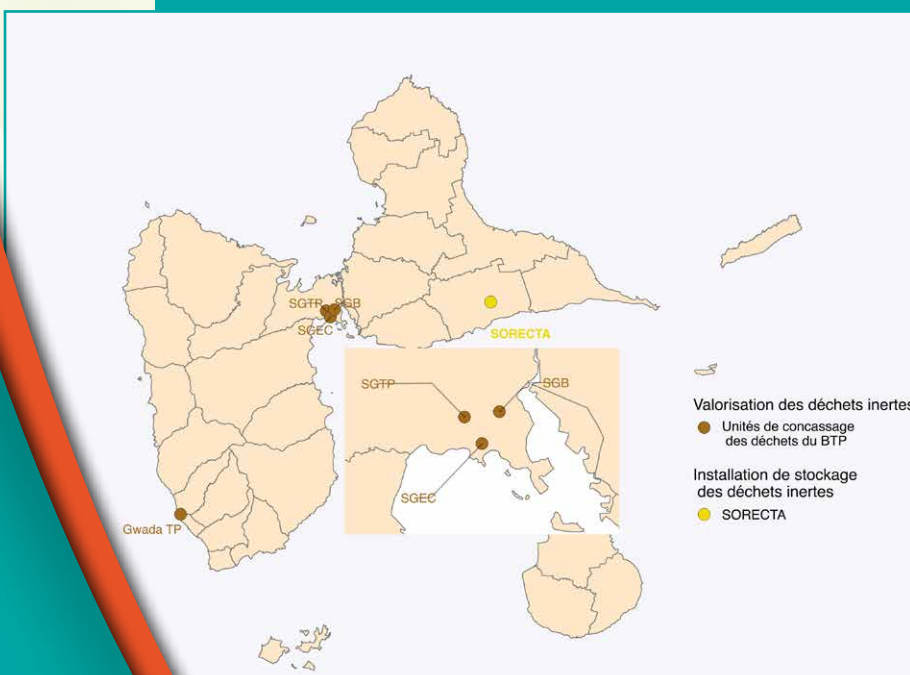 SGTP
SGB
SGEC
SORECTA
SGTP
SGB
SGEC
Gwada TP
Valorisation des déchets inertes
Unités de concassage
des déchets du BTP
Installation de stockage
des déchets inertes
SORECTA